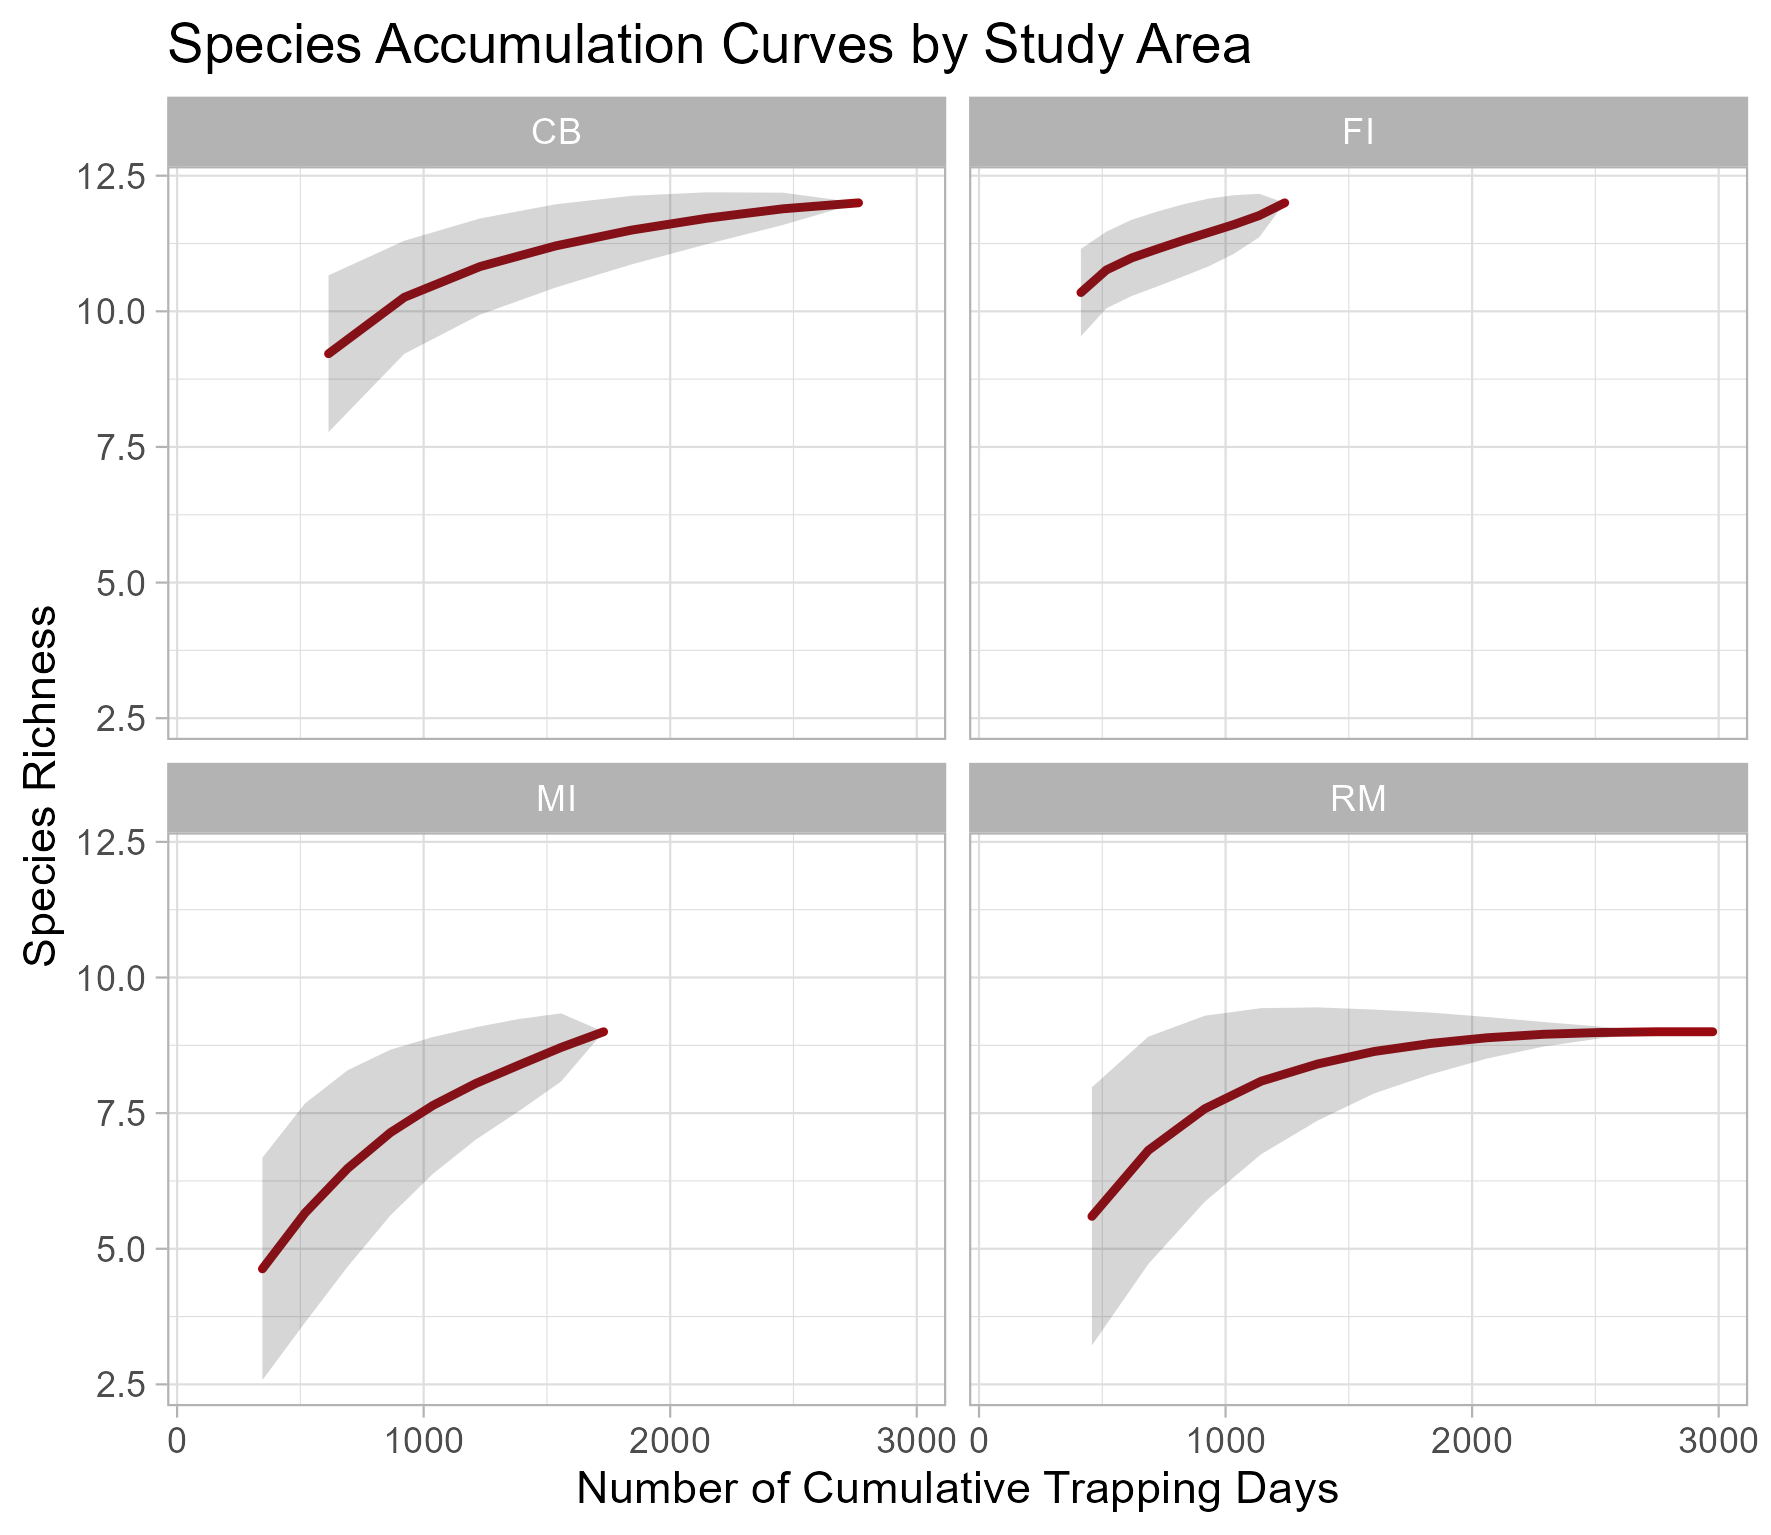 Species Accumulation Curves by Study Area
CB
FI
12.5
10.0
7.5
5.0
2.5
MI
RM
12.5
10.0
7.5
5.0
2.5
Species Richness
0 1000 2000 3000 0 1000 2000 3000
Number of Cumulative Trapping Days